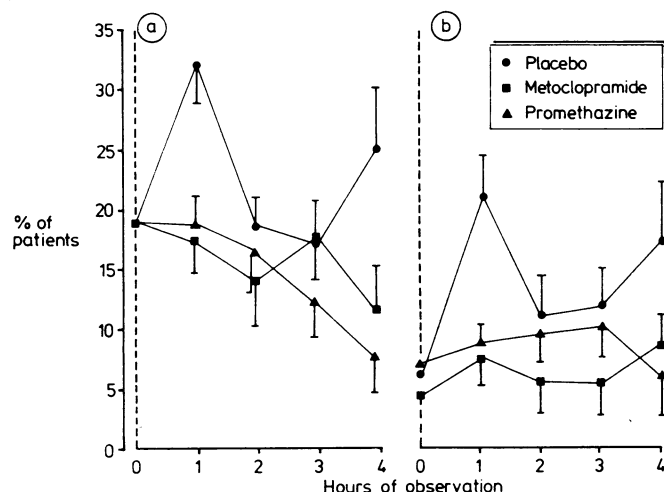 a
b
35
30
25
20
15
10
5
0
% of
patients
Placebo
Metoclopramide
Promethazine
0 1 2 3 4
0 1 2 3 4
Hours of observation